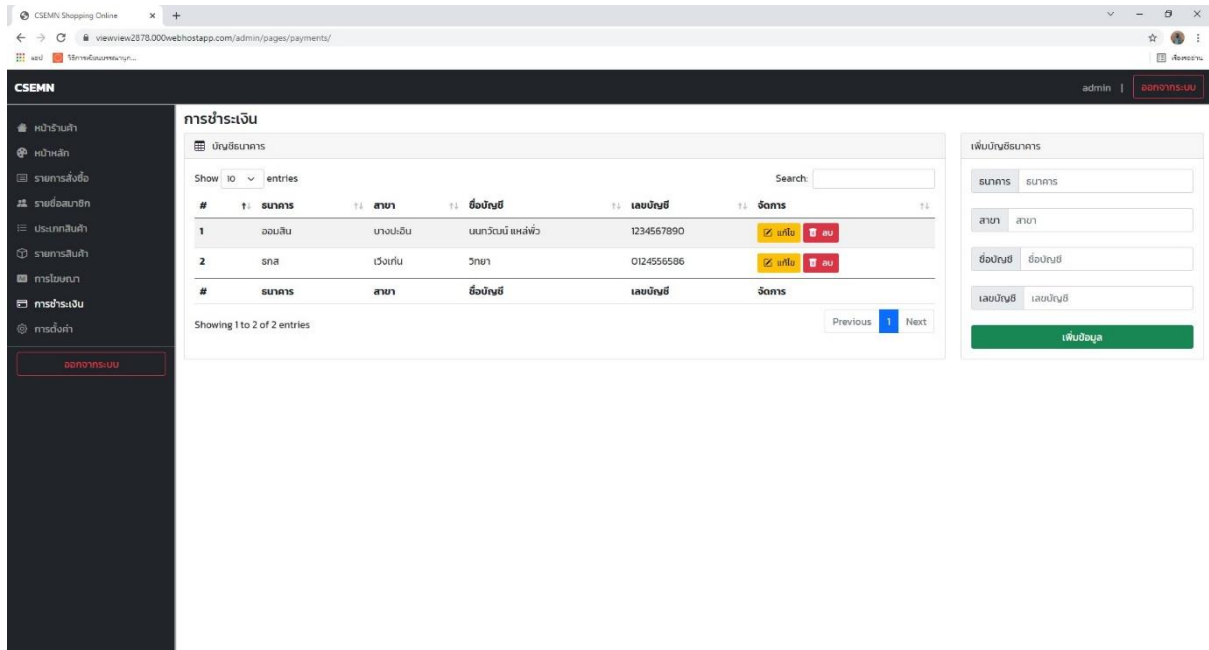 CSEMN Shopping Online
viewview2878.000webhostapp.com/admin/pages/payments/
แอป
CSEMN
admin | ออกจากระบบ
หน้าร้านค้า
หน้าหลัก
รายการสั่งซื้อ
รายชื่อสมาชิก
ประเภทสินค้า
รายการสินค้า
การโฆษณา
การชำระเงิน
การตั้งค่า
ออกจากระบบ
การชำระเงิน
บัญชีธนาคาร
Show 10 entries Search:
# ธนาคาร สาขา ชื่อบัญชี เลขบัญชี จัดการ
1 ออมสิน บางปะอิน นนทวัฒน์ แหล่พั่ว 1234567890 แก้ไข ลบ
2 ธกส เวิงเก่น วิทยา 0124556586 แก้ไข ลบ
# ธนาคาร สาขา ชื่อบัญชี เลขบัญชี จัดการ
Showing 1 to 2 of 2 entries Previous 1 Next
เพิ่มบัญชีธนาคาร
ธนาคาร ธนาคาร
สาขา สาขา
ชื่อบัญชี ชื่อบัญชี
เลขบัญชี เลขบัญชี
เพิ่มข้อมูล